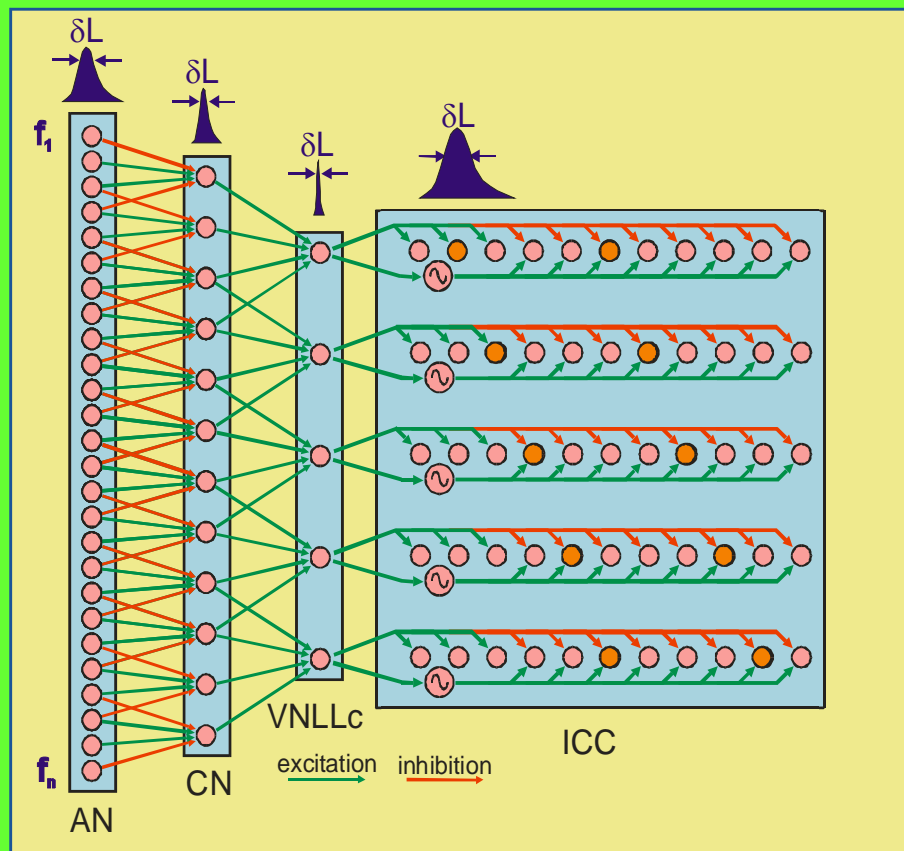 δL
δL
δL
δL
f1
fn
AN
CN
VNLLc
ICC
excitation
inhibition